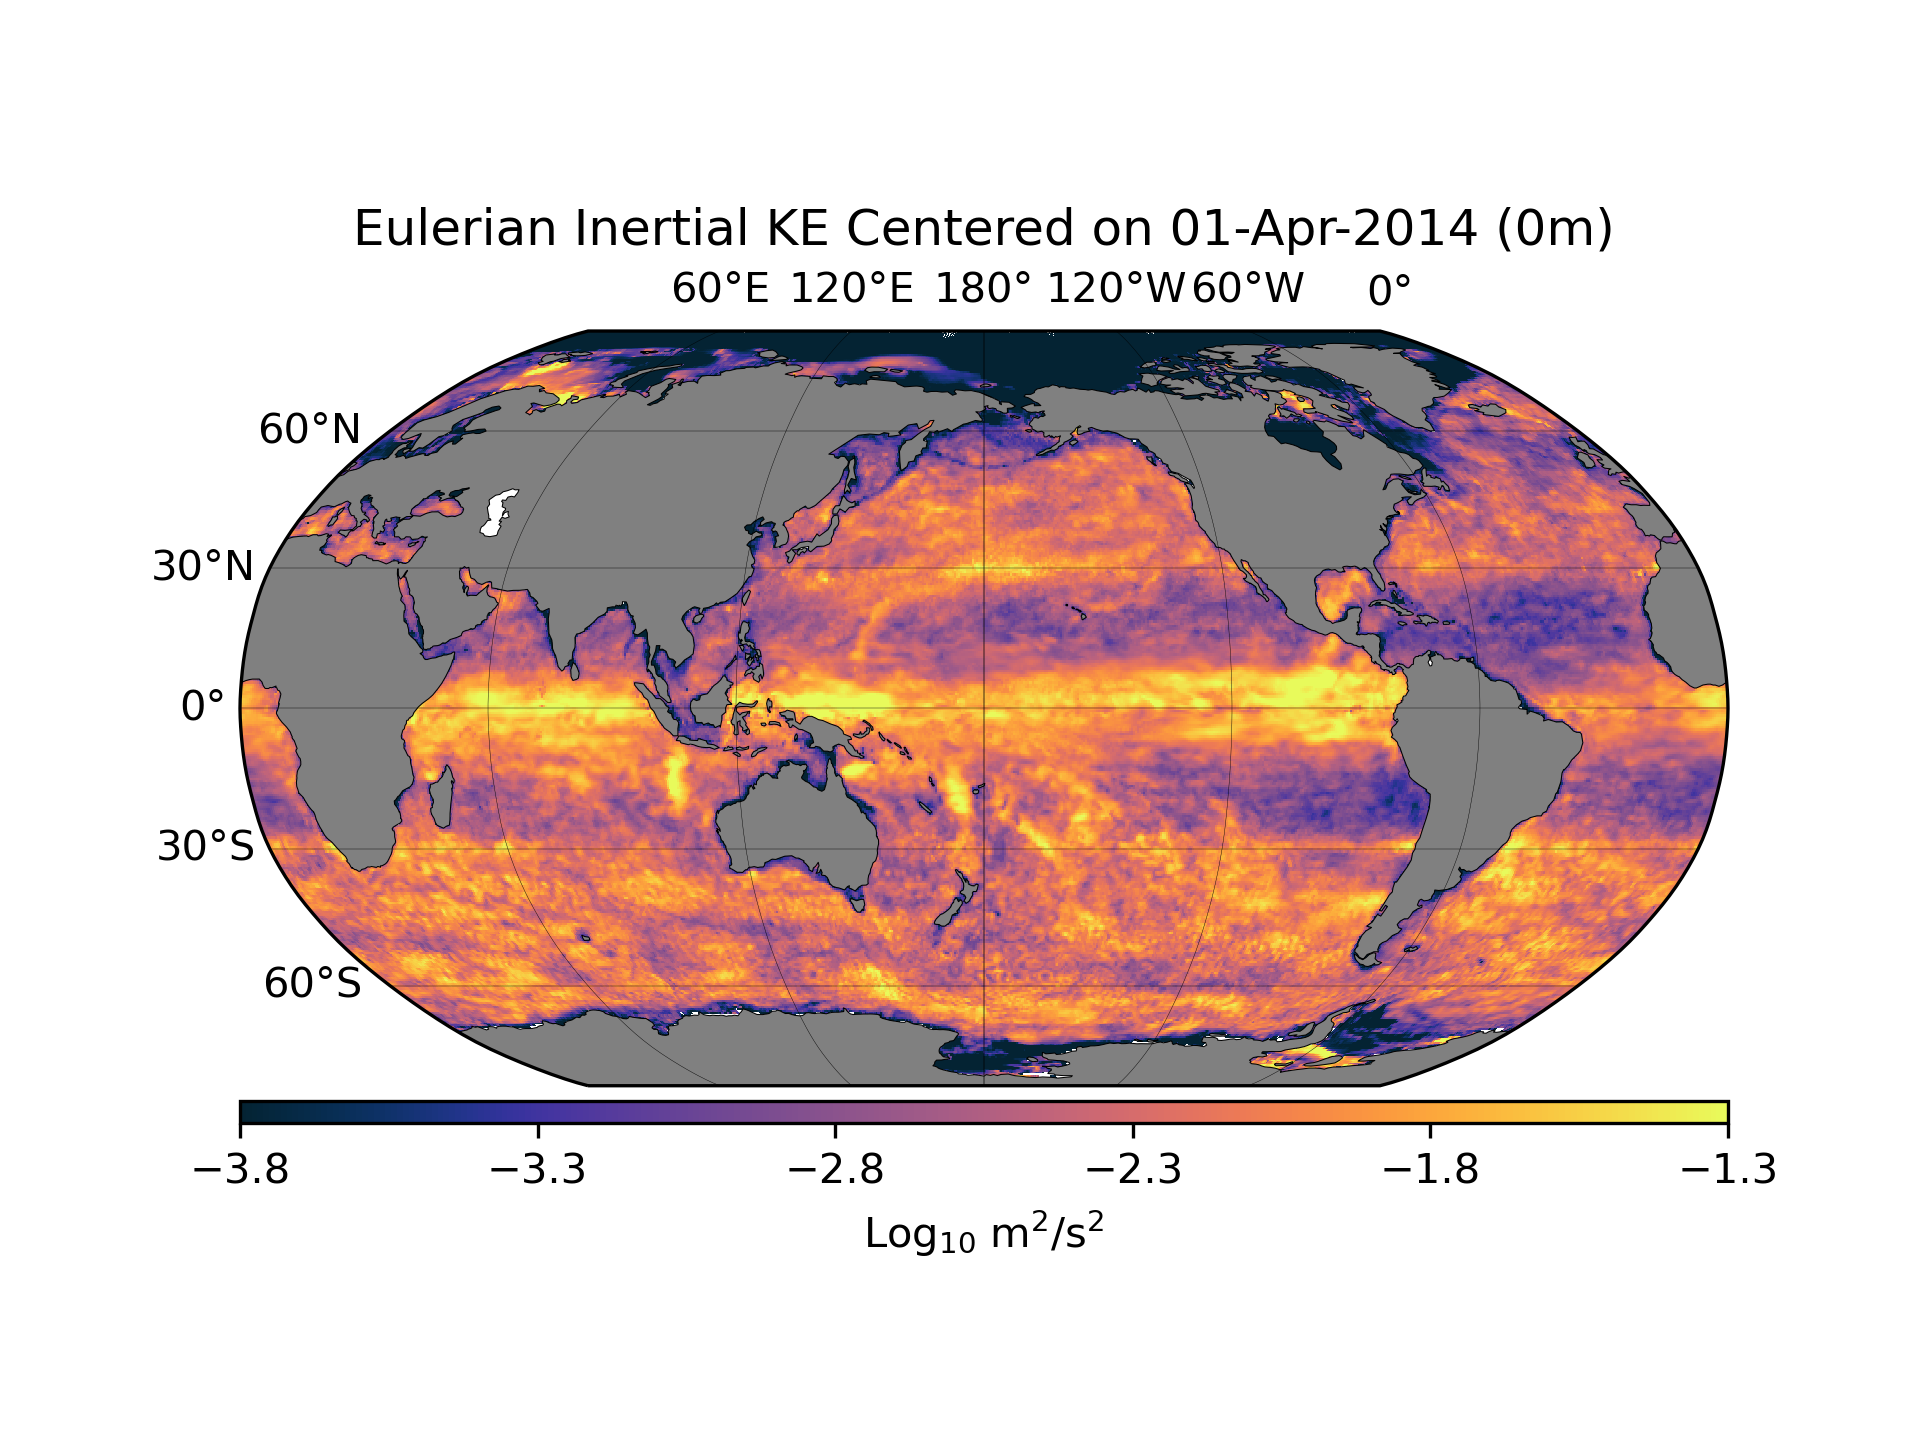 Eulerian Inertial KE Centered on 01-Apr-2014 (0m)
60°E 120°E 180° 120°W 60°W 0°
60°N
30°N
0°
30°S
60°S
−3.8 −3.3 −2.8 −2.3 −1.8 −1.3
Log₁₀ m²/s²